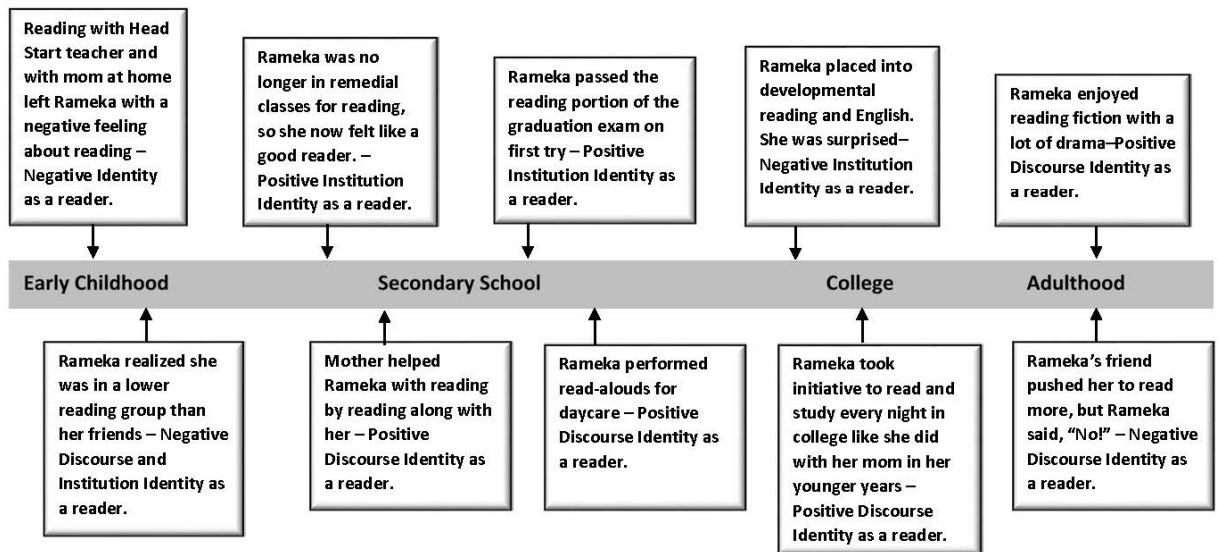 Reading with Head
Start teacher and
with mom at home
left Rameka with a
negative feeling
about reading –
Negative Identity
as a reader.
Rameka was no
longer in remedial
classes for reading,
so she now felt like a
good reader. –
Positive Institution
Identity as a reader.
Rameka passed the
reading portion of the
graduation exam on
first try – Positive
Institution Identity as
a reader.
Rameka placed into
developmental
reading and English.
She was surprised–
Negative Institution
Identity as a reader.
Rameka enjoyed
reading fiction with a
lot of drama–Positive
Discourse Identity as
a reader.
Early Childhood
Secondary School
College
Adulthood
Rameka realized she
was in a lower
reading group than
her friends – Negative
Discourse and
Institution Identity as
a reader.
Mother helped
Rameka with reading
by reading along with
her – Positive
Discourse Identity as
a reader.
Rameka performed
read-alouds for
daycare – Positive
Discourse Identity as
a reader.
Rameka took
initiative to read and
study every night in
college like she did
with her mom in her
younger years –
Positive Discourse
Identity as a reader.
Rameka’s friend
pushed her to read
more, but Rameka
said, “No!” – Negative
Discourse Identity as
a reader.